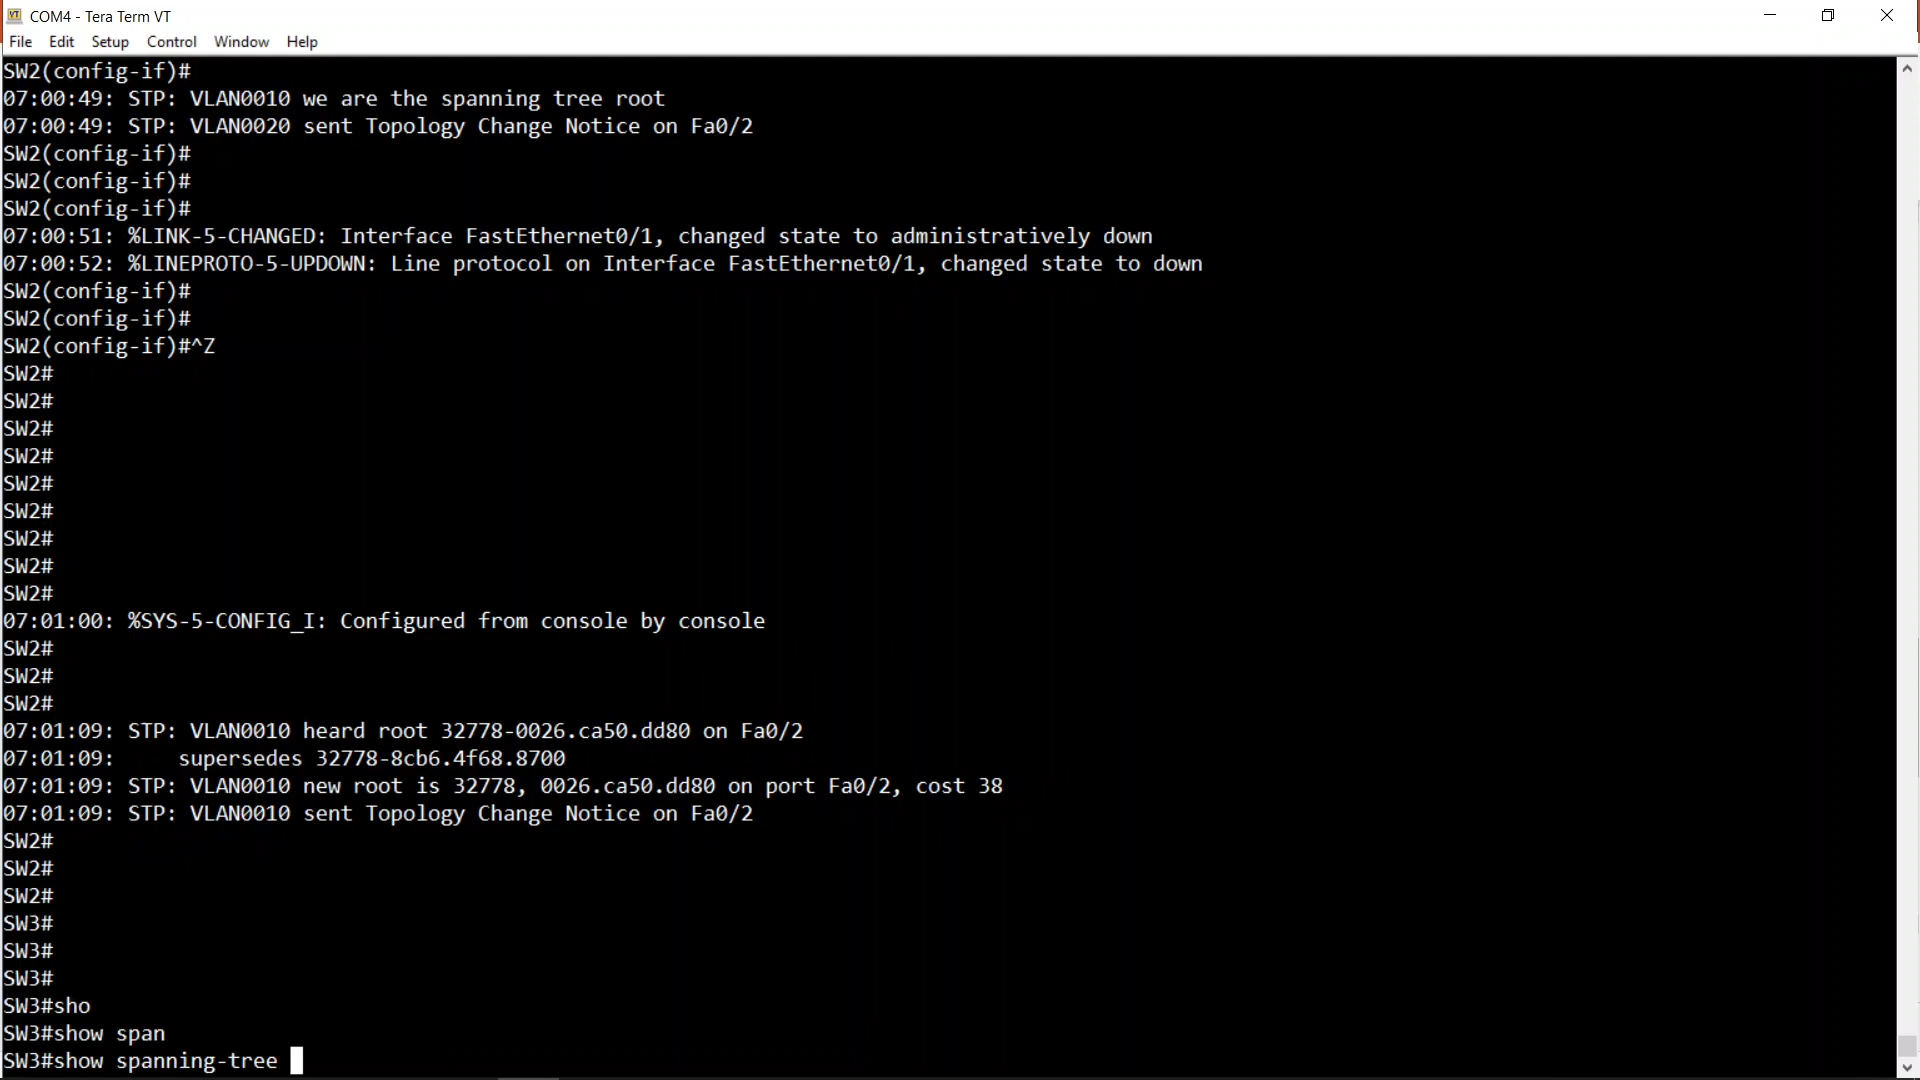 COM4 - Tera Term VT
File Edit Setup Control Window Help
SW2(config-if)#
07:00:49: STP: VLAN0010 we are the spanning tree root
07:00:49: STP: VLAN0020 sent Topology Change Notice on Fa0/2
SW2(config-if)#
SW2(config-if)#
SW2(config-if)#
07:00:51: %LINK-5-CHANGED: Interface FastEthernet0/1, changed state to administratively down
07:00:52: %LINEPROTO-5-UPDOWN: Line protocol on Interface FastEthernet0/1, changed state to down
SW2(config-if)#
SW2(config-if)#
SW2(config-if)#^Z
SW2#
SW2#
SW2#
SW2#
SW2#
SW2#
SW2#
SW2#
SW2#
07:01:00: %SYS-5-CONFIG_I: Configured from console by console
SW2#
SW2#
SW2#
07:01:09: STP: VLAN0010 heard root 32778-0026.ca50.dd80 on Fa0/2
07:01:09:     supersedes 32778-8cb6.4f68.8700
07:01:09: STP: VLAN0010 new root is 32778, 0026.ca50.dd80 on port Fa0/2, cost 38
07:01:09: STP: VLAN0010 sent Topology Change Notice on Fa0/2
SW2#
SW2#
SW2#
SW3#
SW3#
SW3#
SW3#sho
SW3#show span
SW3#show spanning-tree